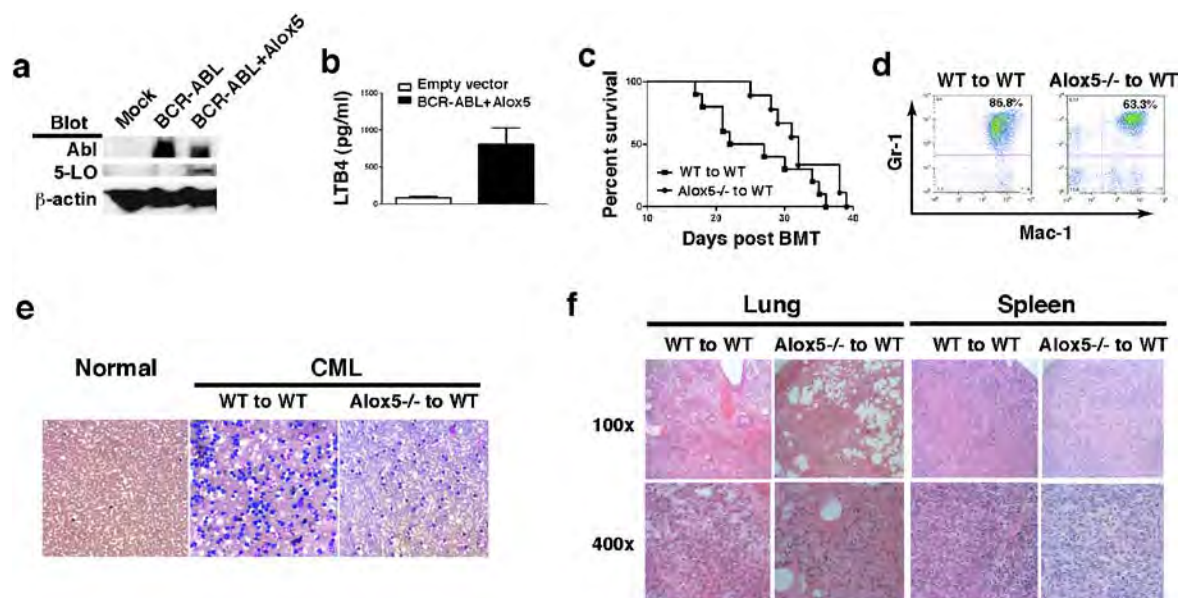 a
Mock
BCR-ABL
BCR-ABL+Alox5
Blot
Abl
5-LO
β-actin
b
Empty vector
BCR-ABL+Alox5
LTB4 (pg/ml)
1500
1000
500
0
c
Percent survival
100
50
0
WT to WT
Alox5-/- to WT
10
20
30
40
Days post BMT
d
WT to WT
Alox5-/- to WT
85.8%
63.3%
Gr-1
Mac-1
e
Normal
CML
WT to WT
Alox5-/- to WT
f
Lung
Spleen
WT to WT
Alox5-/- to WT
WT to WT
Alox5-/- to WT
100x
400x